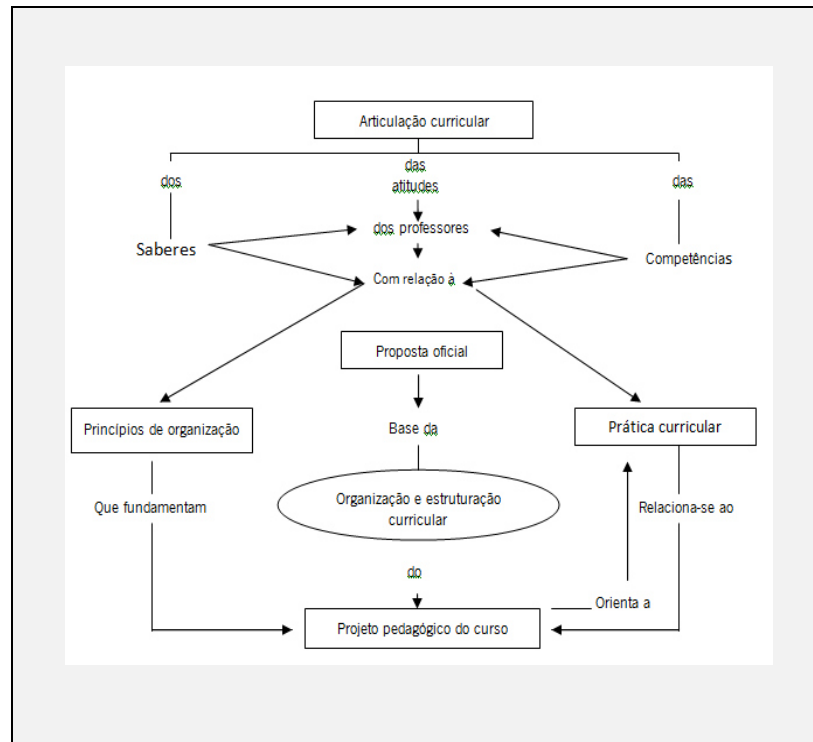 Articulação curricular
dos
das
atitudes
das
dos professores
Saberes
Competências
Com relação à
Proposta oficial
Princípios de organização
Base da
Prática curricular
Que fundamentam
Organização e estruturação
curricular
Relaciona-se ao
do
Orienta a
Projeto pedagógico do curso